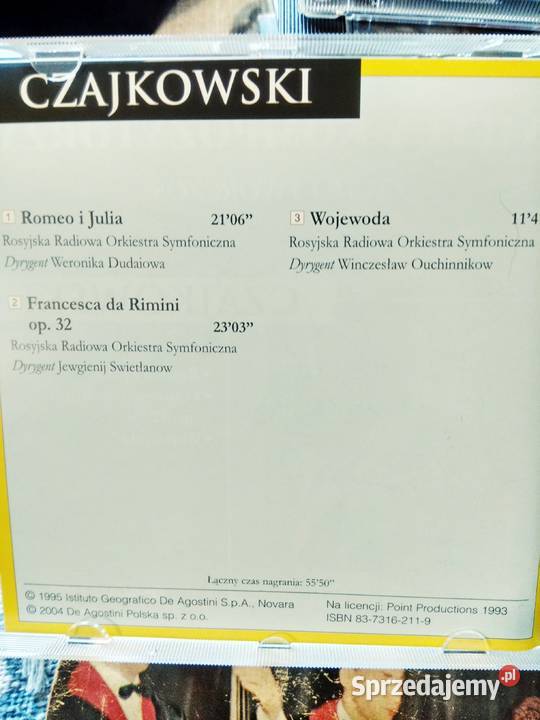 CZAJKOWSKI
1 Romeo i Julia 21’06”
Rosyjska Radiowa Orkiestra Symfoniczna
Dyrygent Weronika Dudaiowa
2 Francesca da Rimini
op. 32 23’03”
Rosyjska Radiowa Orkiestra Symfoniczna
Dyrygent Jewgienij Swietłanow
3 Wojewoda 11’4
Rosyjska Radiowa Orkiestra Symfoniczna
Dyrygent Winczesław Ouchinnikow
Łączny czas nagrania: 55’50”
© 1995 Istituto Geografico De Agostini S.p.A., Novara
© 2004 De Agostini Polska sp. z o.o.
Na licencji: Point Productions 1993
ISBN 83-7316-211-9
Sprzedajemy.pl